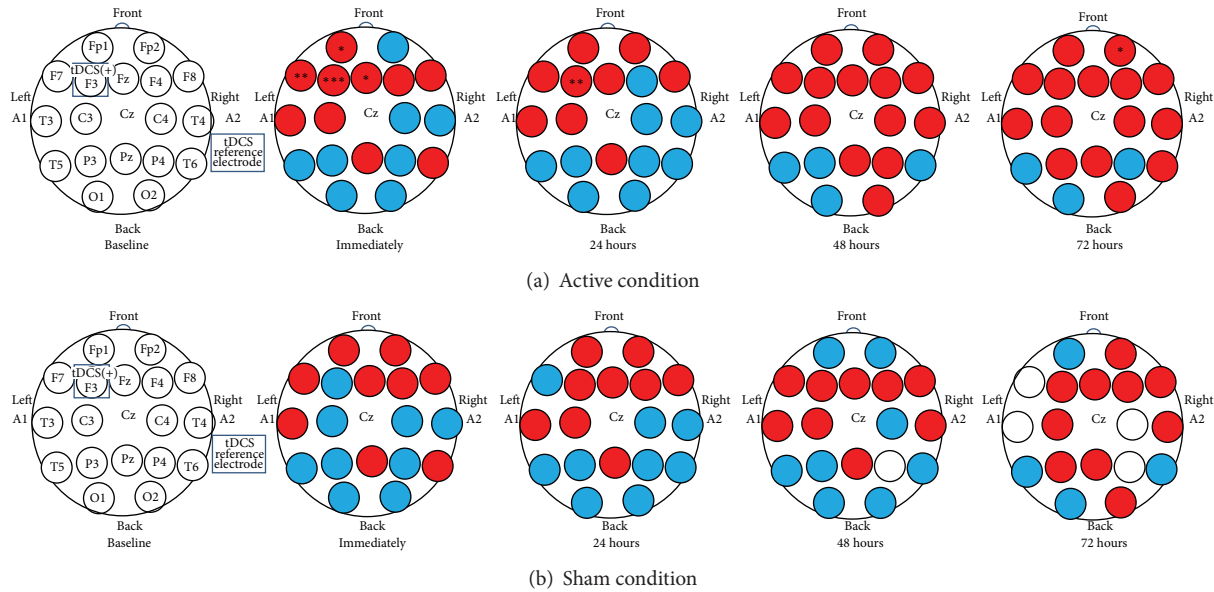 Front Front Front Front Front
Fp1 Fp2 *
tDCS(+) *
F7 F3 Fz F4 F8 ** *** * **
Left Right Left Right Left Right Left Right Left Right
A1 T3 C3 Cz C4 T4 A2 A1 Cz A2 A1 Cz A2 A1 Cz A2 A1 Cz A2
tDCS
reference
electrode
T5 P3 Pz P4 T6
O1 O2
Back Back Back Back Back
Baseline Immediately 24 hours 48 hours 72 hours
(a) Active condition
Front Front Front Front Front
Fp1 Fp2
tDCS(+)
F7 F3 Fz F4 F8
Left Right Left Right Left Right Left Right Left Right
A1 T3 C3 Cz C4 T4 A2 A1 Cz A2 A1 Cz A2 A1 Cz A2 A1 Cz A2
tDCS
reference
electrode
T5 P3 Pz P4 T6
O1 O2
Back Back Back Back Back
Baseline Immediately 24 hours 48 hours 72 hours
(b) Sham condition